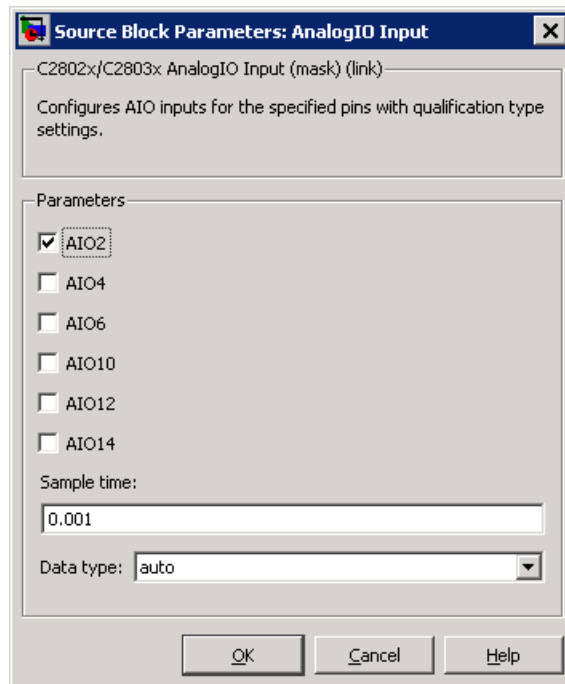 Source Block Parameters: AnalogIO Input
C2802x/C2803x AnalogIO Input (mask) (link)
Configures AIO inputs for the specified pins with qualification type
settings.
Parameters
AIO2
AIO4
AIO6
AIO10
AIO12
AIO14
Sample time:
0.001
Data type: auto
OK Cancel Help